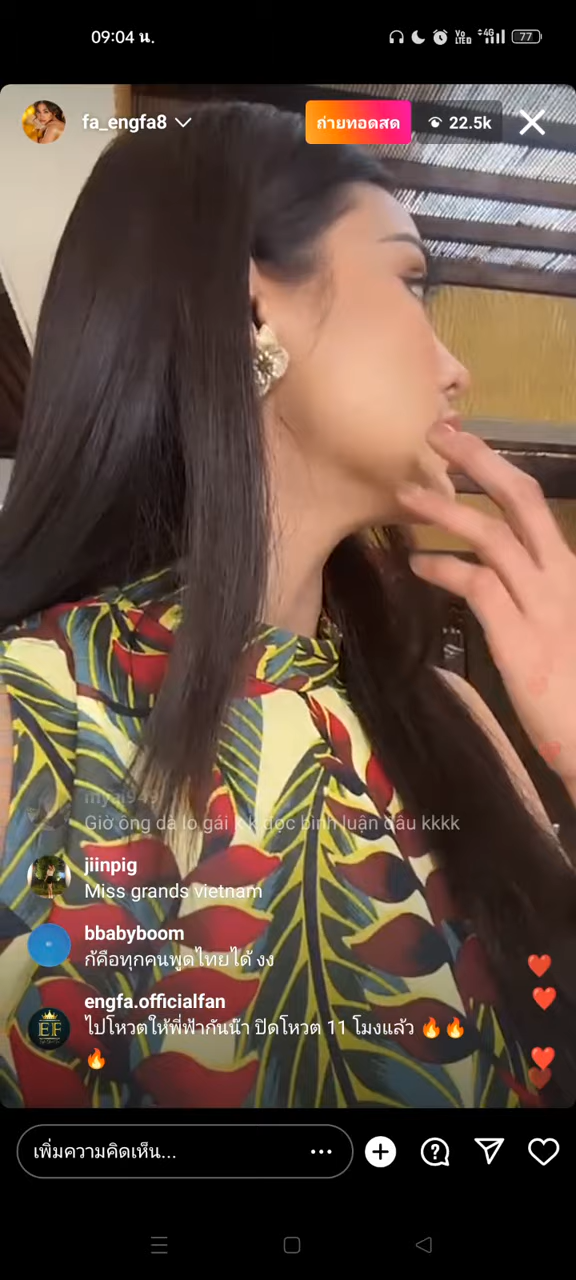 09:04 น.
Vo LTE 4G 77
fa_engfa8
ถ่ายทอดสด
22.5k
Giờ ông dà lo gái k k đọc bình luận đâu kkkk
jiinpig
Miss grands vietnam
bbabyboom
ก้คือทุกคนพูดไทยได้ งง
engfa.officialfan
ไปโหวตให้พี่ฟ้ากันน๊า ปิดโหวต 11 โมงแล้ว 🔥🔥
🔥
EF
เพิ่มความคิดเห็น...